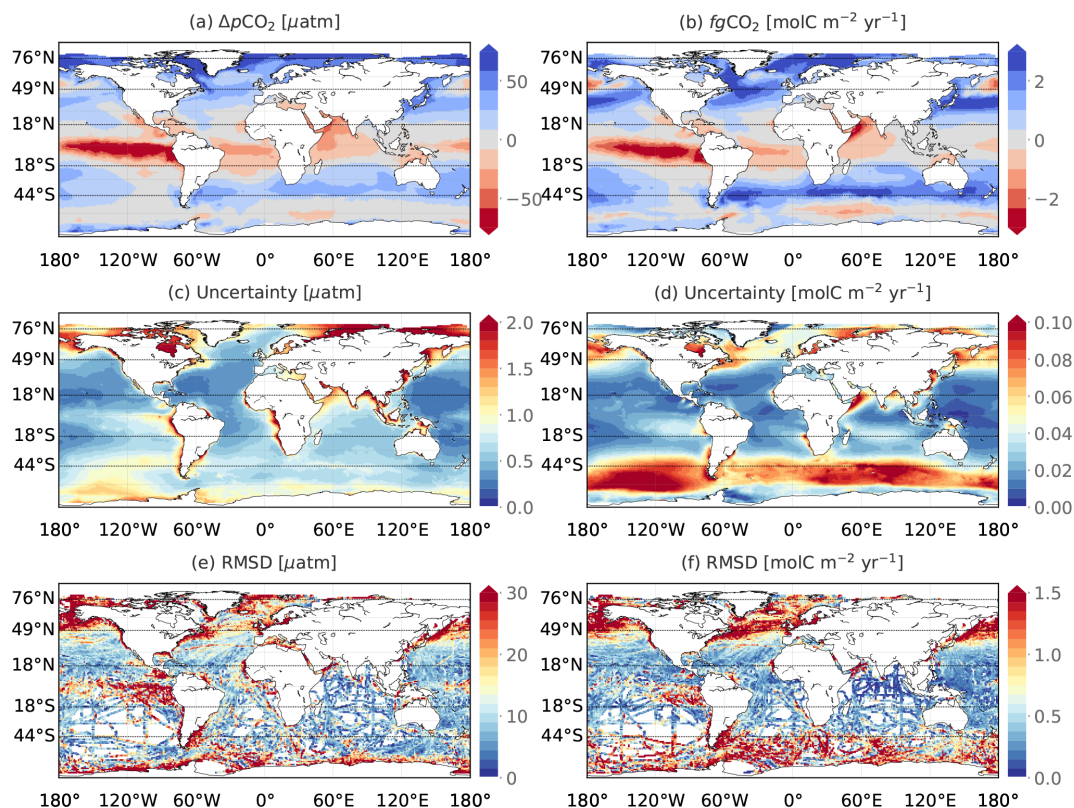 (a) ΔpCO₂ [μatm]
(b) fgCO₂ [molC m⁻² yr⁻¹]
76°N
49°N
18°N
18°S
44°S
180° 120°W 60°W 0° 60°E 120°E 180°
50
0
−50
76°N
49°N
18°N
18°S
44°S
180° 120°W 60°W 0° 60°E 120°E 180°
2
0
−2
(c) Uncertainty [μatm]
(d) Uncertainty [molC m⁻² yr⁻¹]
76°N
49°N
18°N
18°S
44°S
180° 120°W 60°W 0° 60°E 120°E 180°
2.0
1.5
1.0
0.5
0.0
76°N
49°N
18°N
18°S
44°S
180° 120°W 60°W 0° 60°E 120°E 180°
0.10
0.08
0.06
0.04
0.02
0.00
(e) RMSD [μatm]
(f) RMSD [molC m⁻² yr⁻¹]
76°N
49°N
18°N
18°S
44°S
180° 120°W 60°W 0° 60°E 120°E 180°
30
20
10
0
76°N
49°N
18°N
18°S
44°S
180° 120°W 60°W 0° 60°E 120°E 180°
1.5
1.0
0.5
0.0